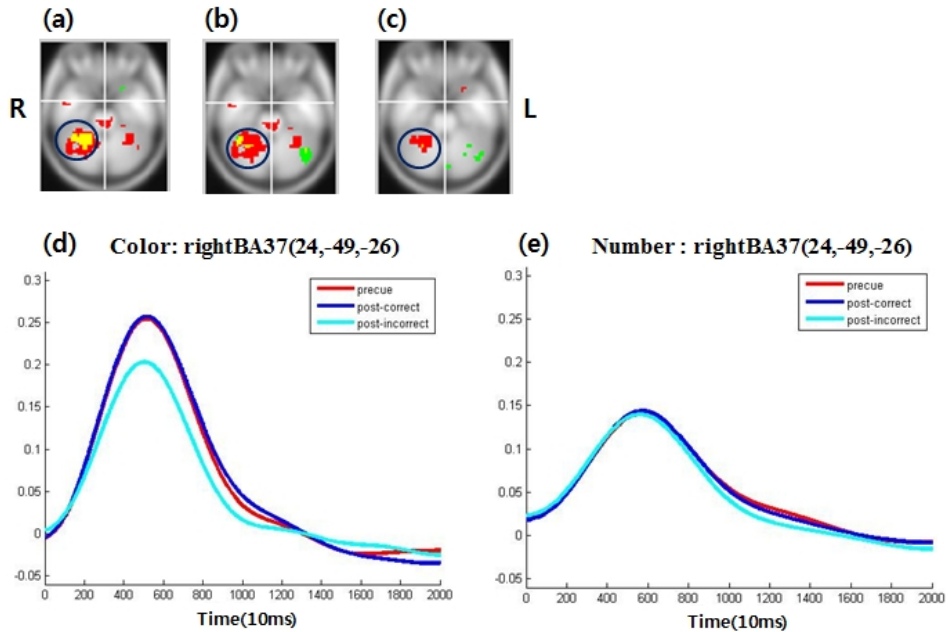 (a) (b) (c)
R L
(d) Color: rightBA37(24,-49,-26)
0.3
0.25
0.2
0.15
0.1
0.05
0
-0.05
precue
post-correct
post-incorrect
0 200 400 600 800 1000 1200 1400 1600 1800 2000
Time(10ms)
(e) Number : rightBA37(24,-49,-26)
0.3
0.25
0.2
0.15
0.1
0.05
0
-0.05
precue
post-correct
post-incorrect
0 200 400 600 800 1000 1200 1400 1600 1800 2000
Time(10ms)